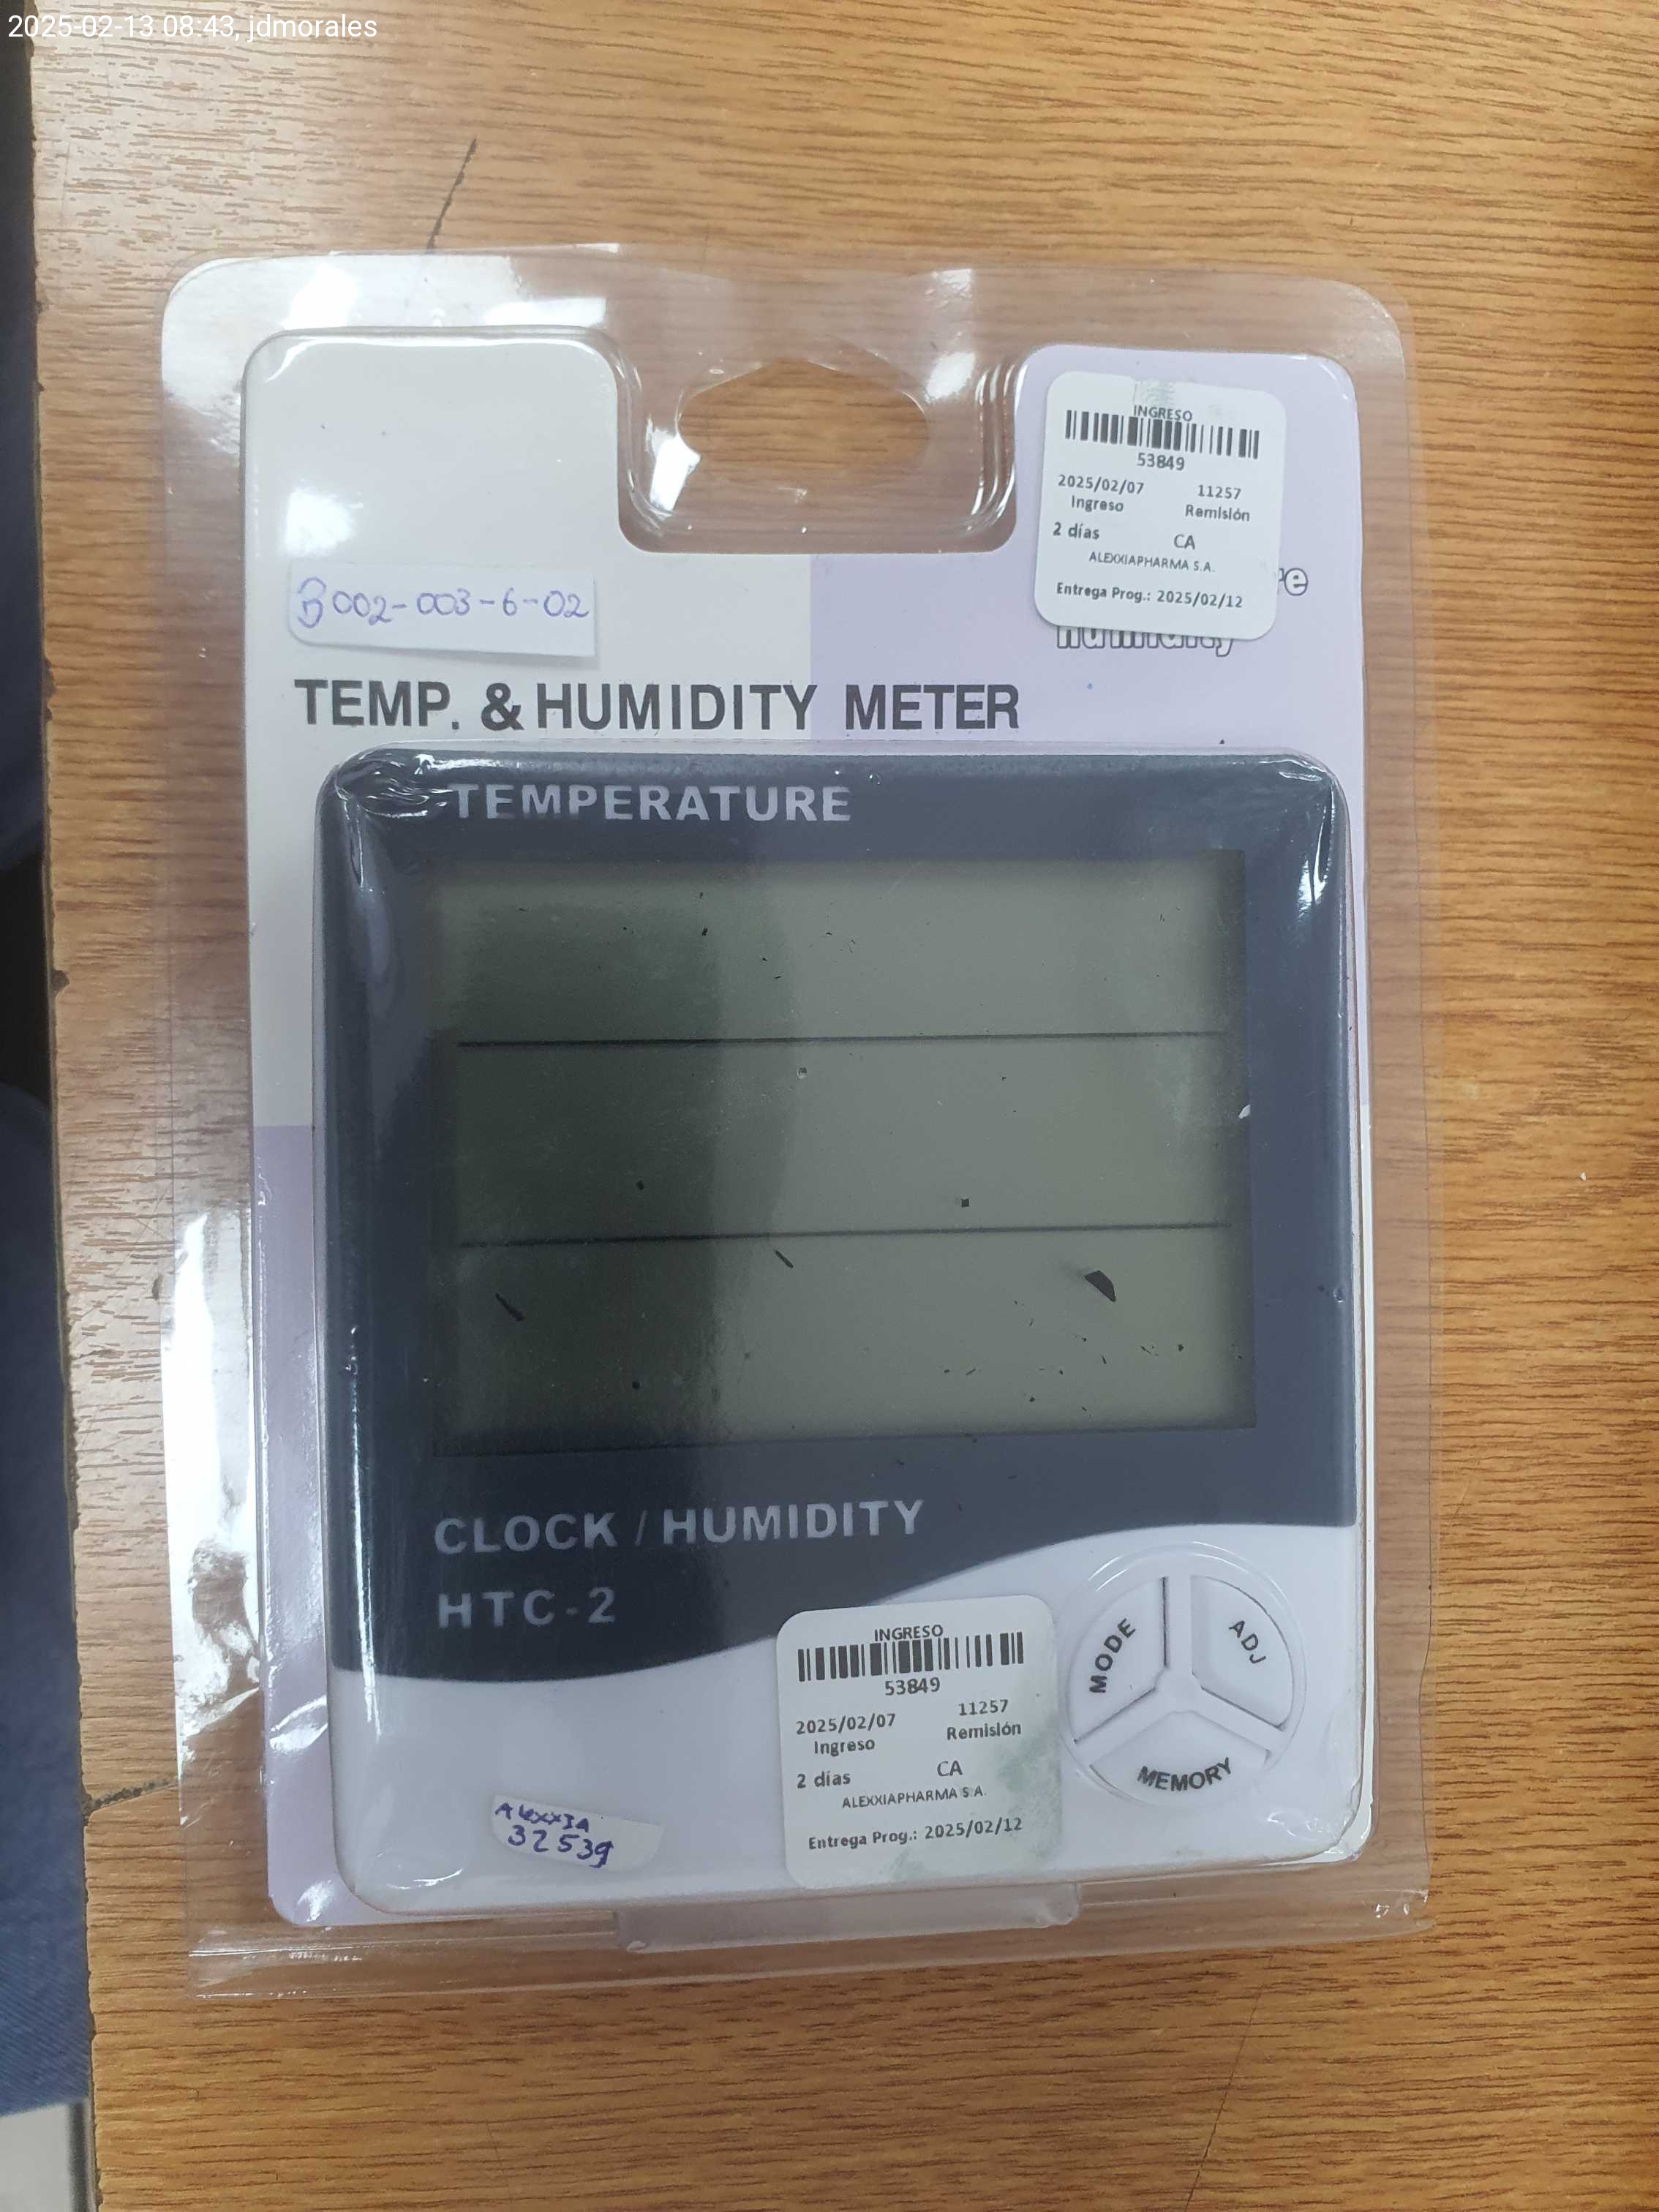 2025-02-13 08:43, jdmorales
INGRESO
53849
2025/02/07 11257
Ingreso Remisión
2 días CA
ALEXXIAPHARMA S.A.
Entrega Prog.: 2025/02/12
B002-003-6-02
humidity
TEMP. & HUMIDITY METER
TEMPERATURE
CLOCK / HUMIDITY
HTC-2
MODE
ADJ
MEMORY
INGRESO
53849
2025/02/07 11257
Ingreso Remisión
2 días CA
ALEXXIAPHARMA S.A.
Entrega Prog.: 2025/02/12
Alexxia
32539